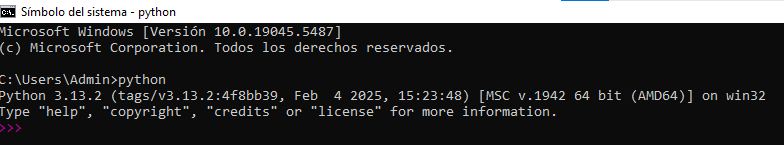 Símbolo del sistema - python
Microsoft Windows [Versión 10.0.19045.5487]
(c) Microsoft Corporation. Todos los derechos reservados.
C:\Users\Admin>python
Python 3.13.2 (tags/v3.13.2:4f8bb39, Feb  4 2025, 15:23:48) [MSC v.1942 64 bit (AMD64)] on win32
Type "help", "copyright", "credits" or "license" for more information.
>>>